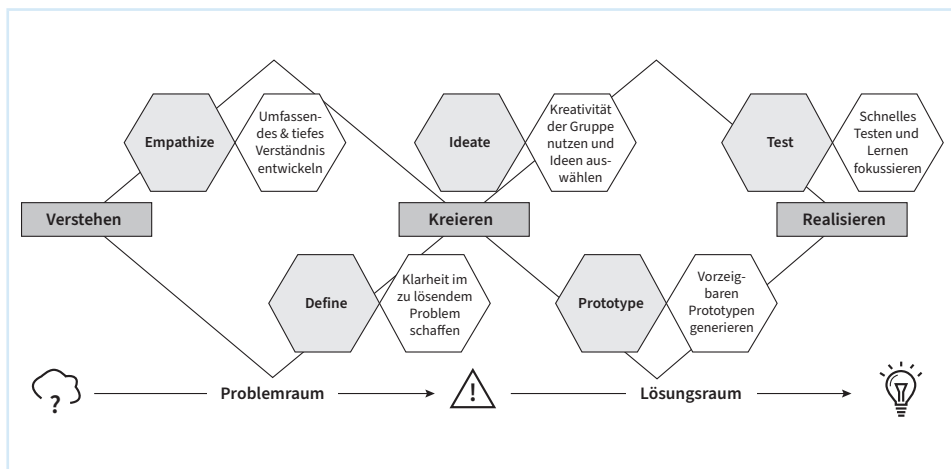 Empathize
Umfassen-
des & tiefes
Verständnis
entwickeln
Ideate
Kreativität
der Gruppe
nutzen und
Ideen aus-
wählen
Test
Schnelles
Testen und
Lernen
fokussieren
Verstehen
Kreieren
Realisieren
Define
Klarheit im
zu lösendem
Problem
schaffen
Prototype
Vorzeig-
baren
Prototypen
generieren
?
Problemraum
!
Lösungsraum